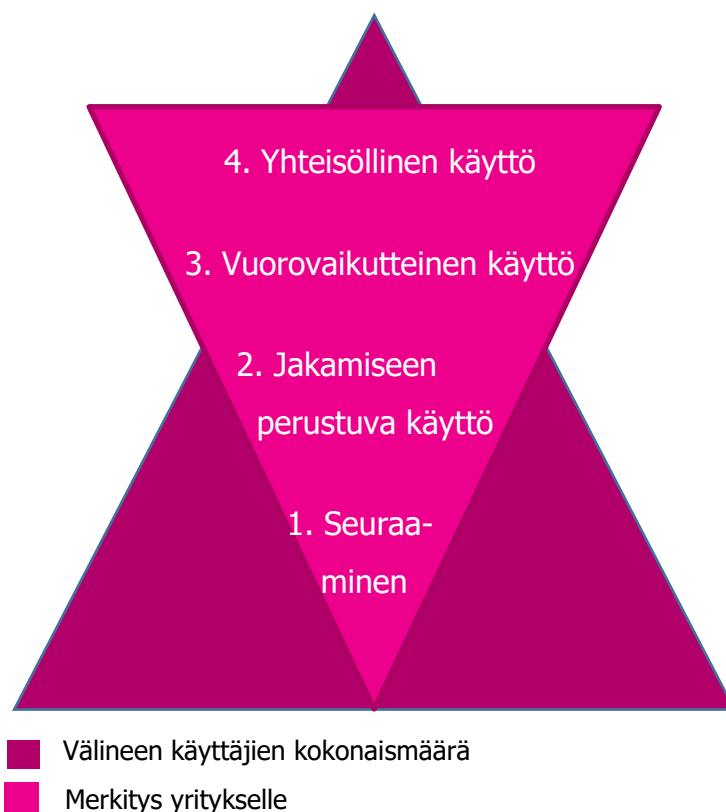 4. Yhteisöllinen käyttö
3. Vuorovaikutteinen käyttö
2. Jakamiseen
perustuva käyttö
1. Seuraa-
minen
Välineen käyttäjien kokonaismäärä
Merkitys yritykselle